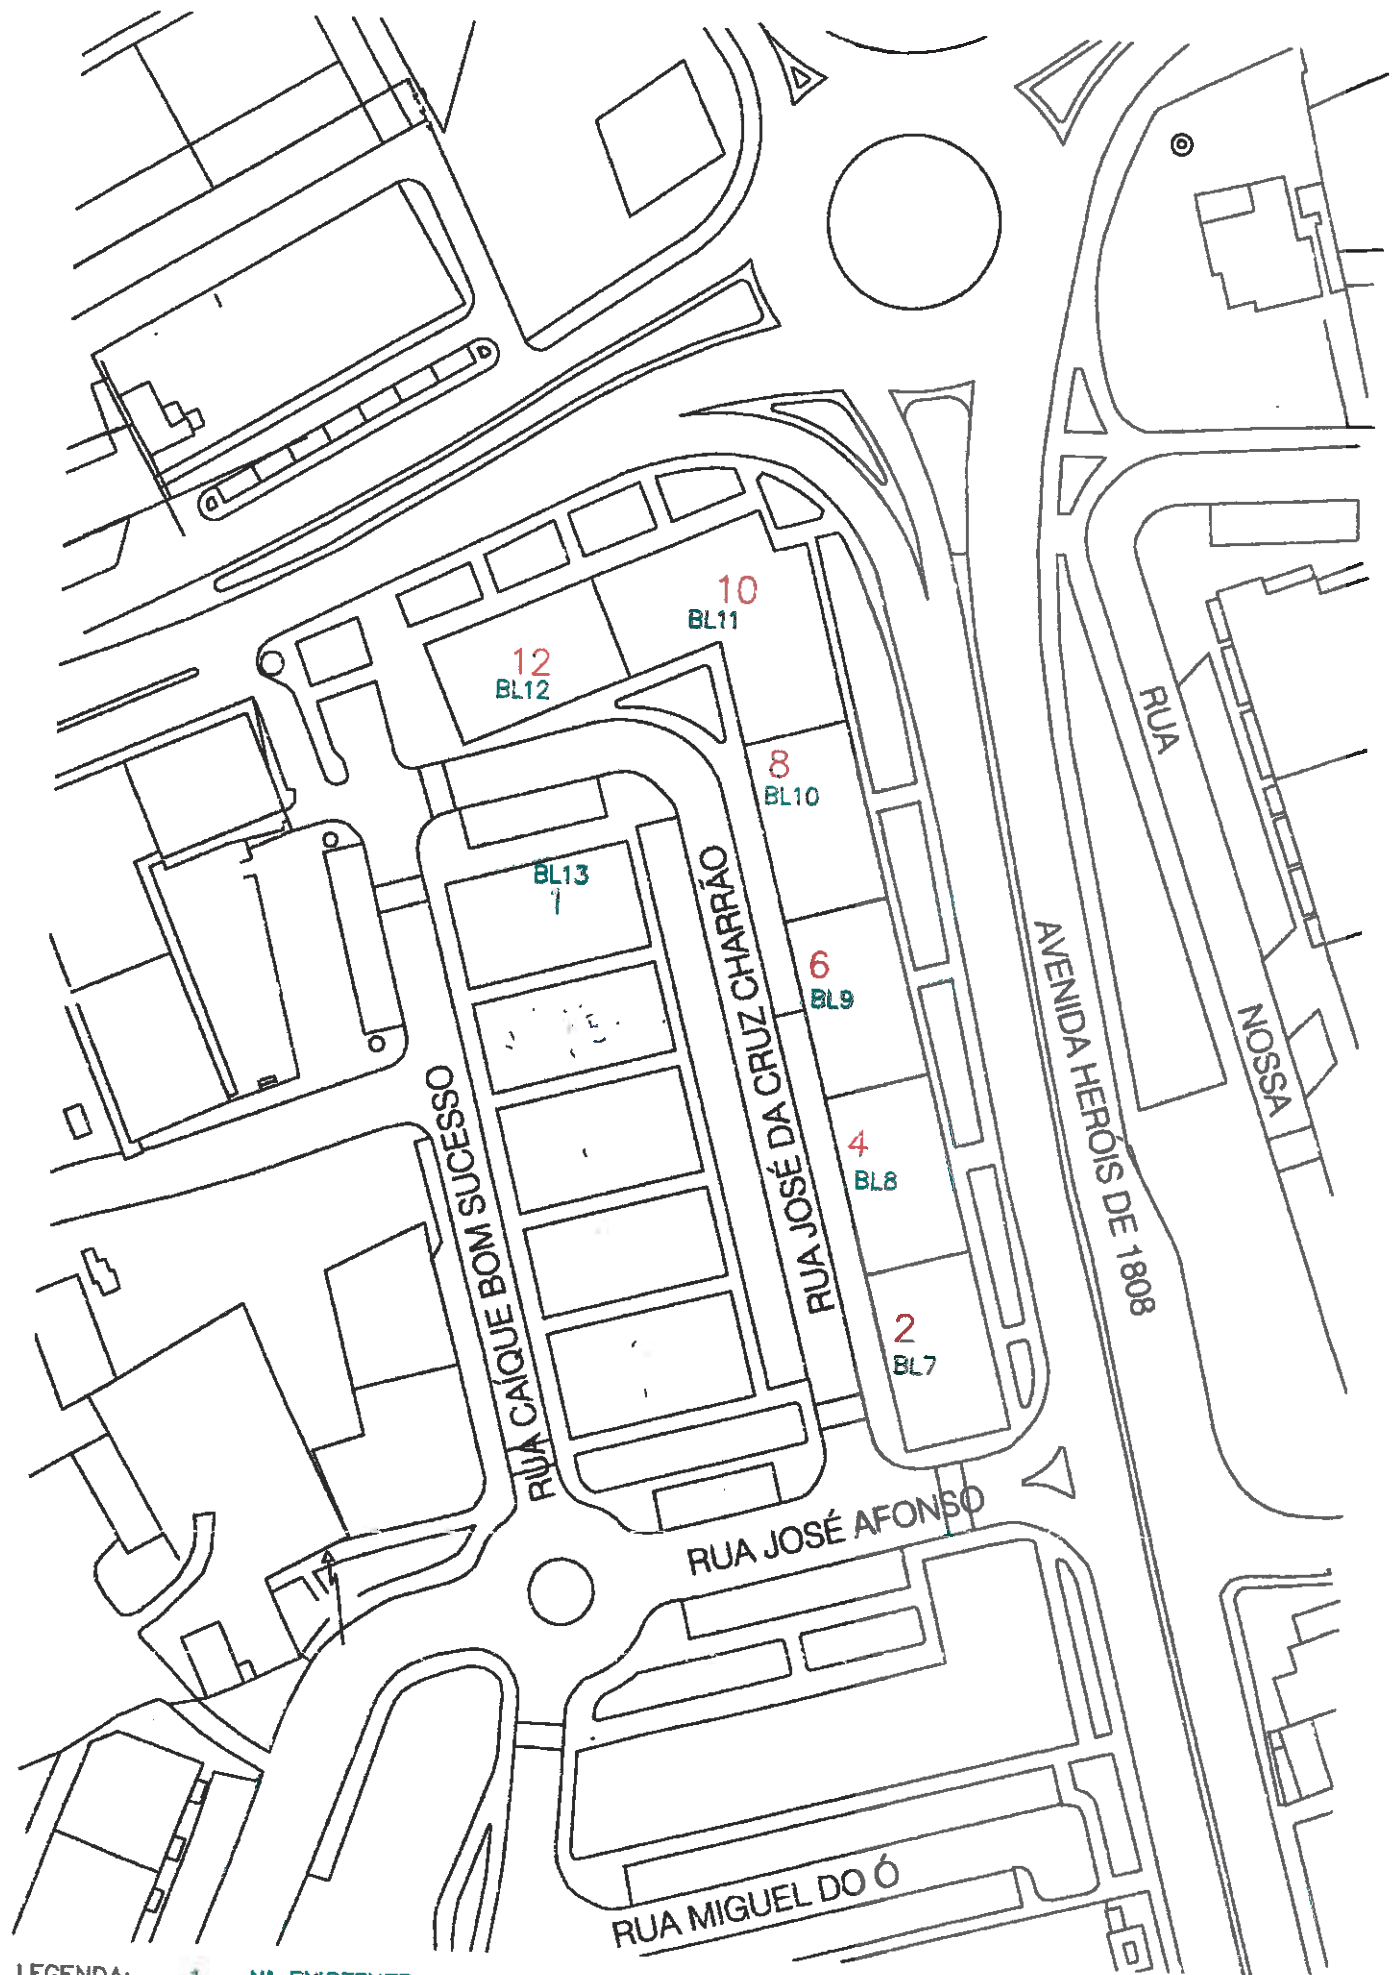 10
BL11
12
BL12
RUA
8
BL10
BL13
1
RUA JOSÉ DA CRUZ CHARRÃO
6
BL9
AVENIDA HERÓIS DE 1808
NOSSA
RUA CAÍQUE BOM SUCESSO
4
BL8
2
BL7
RUA JOSÉ AFONSO
RUA MIGUEL DO Ó
LEGENDA: